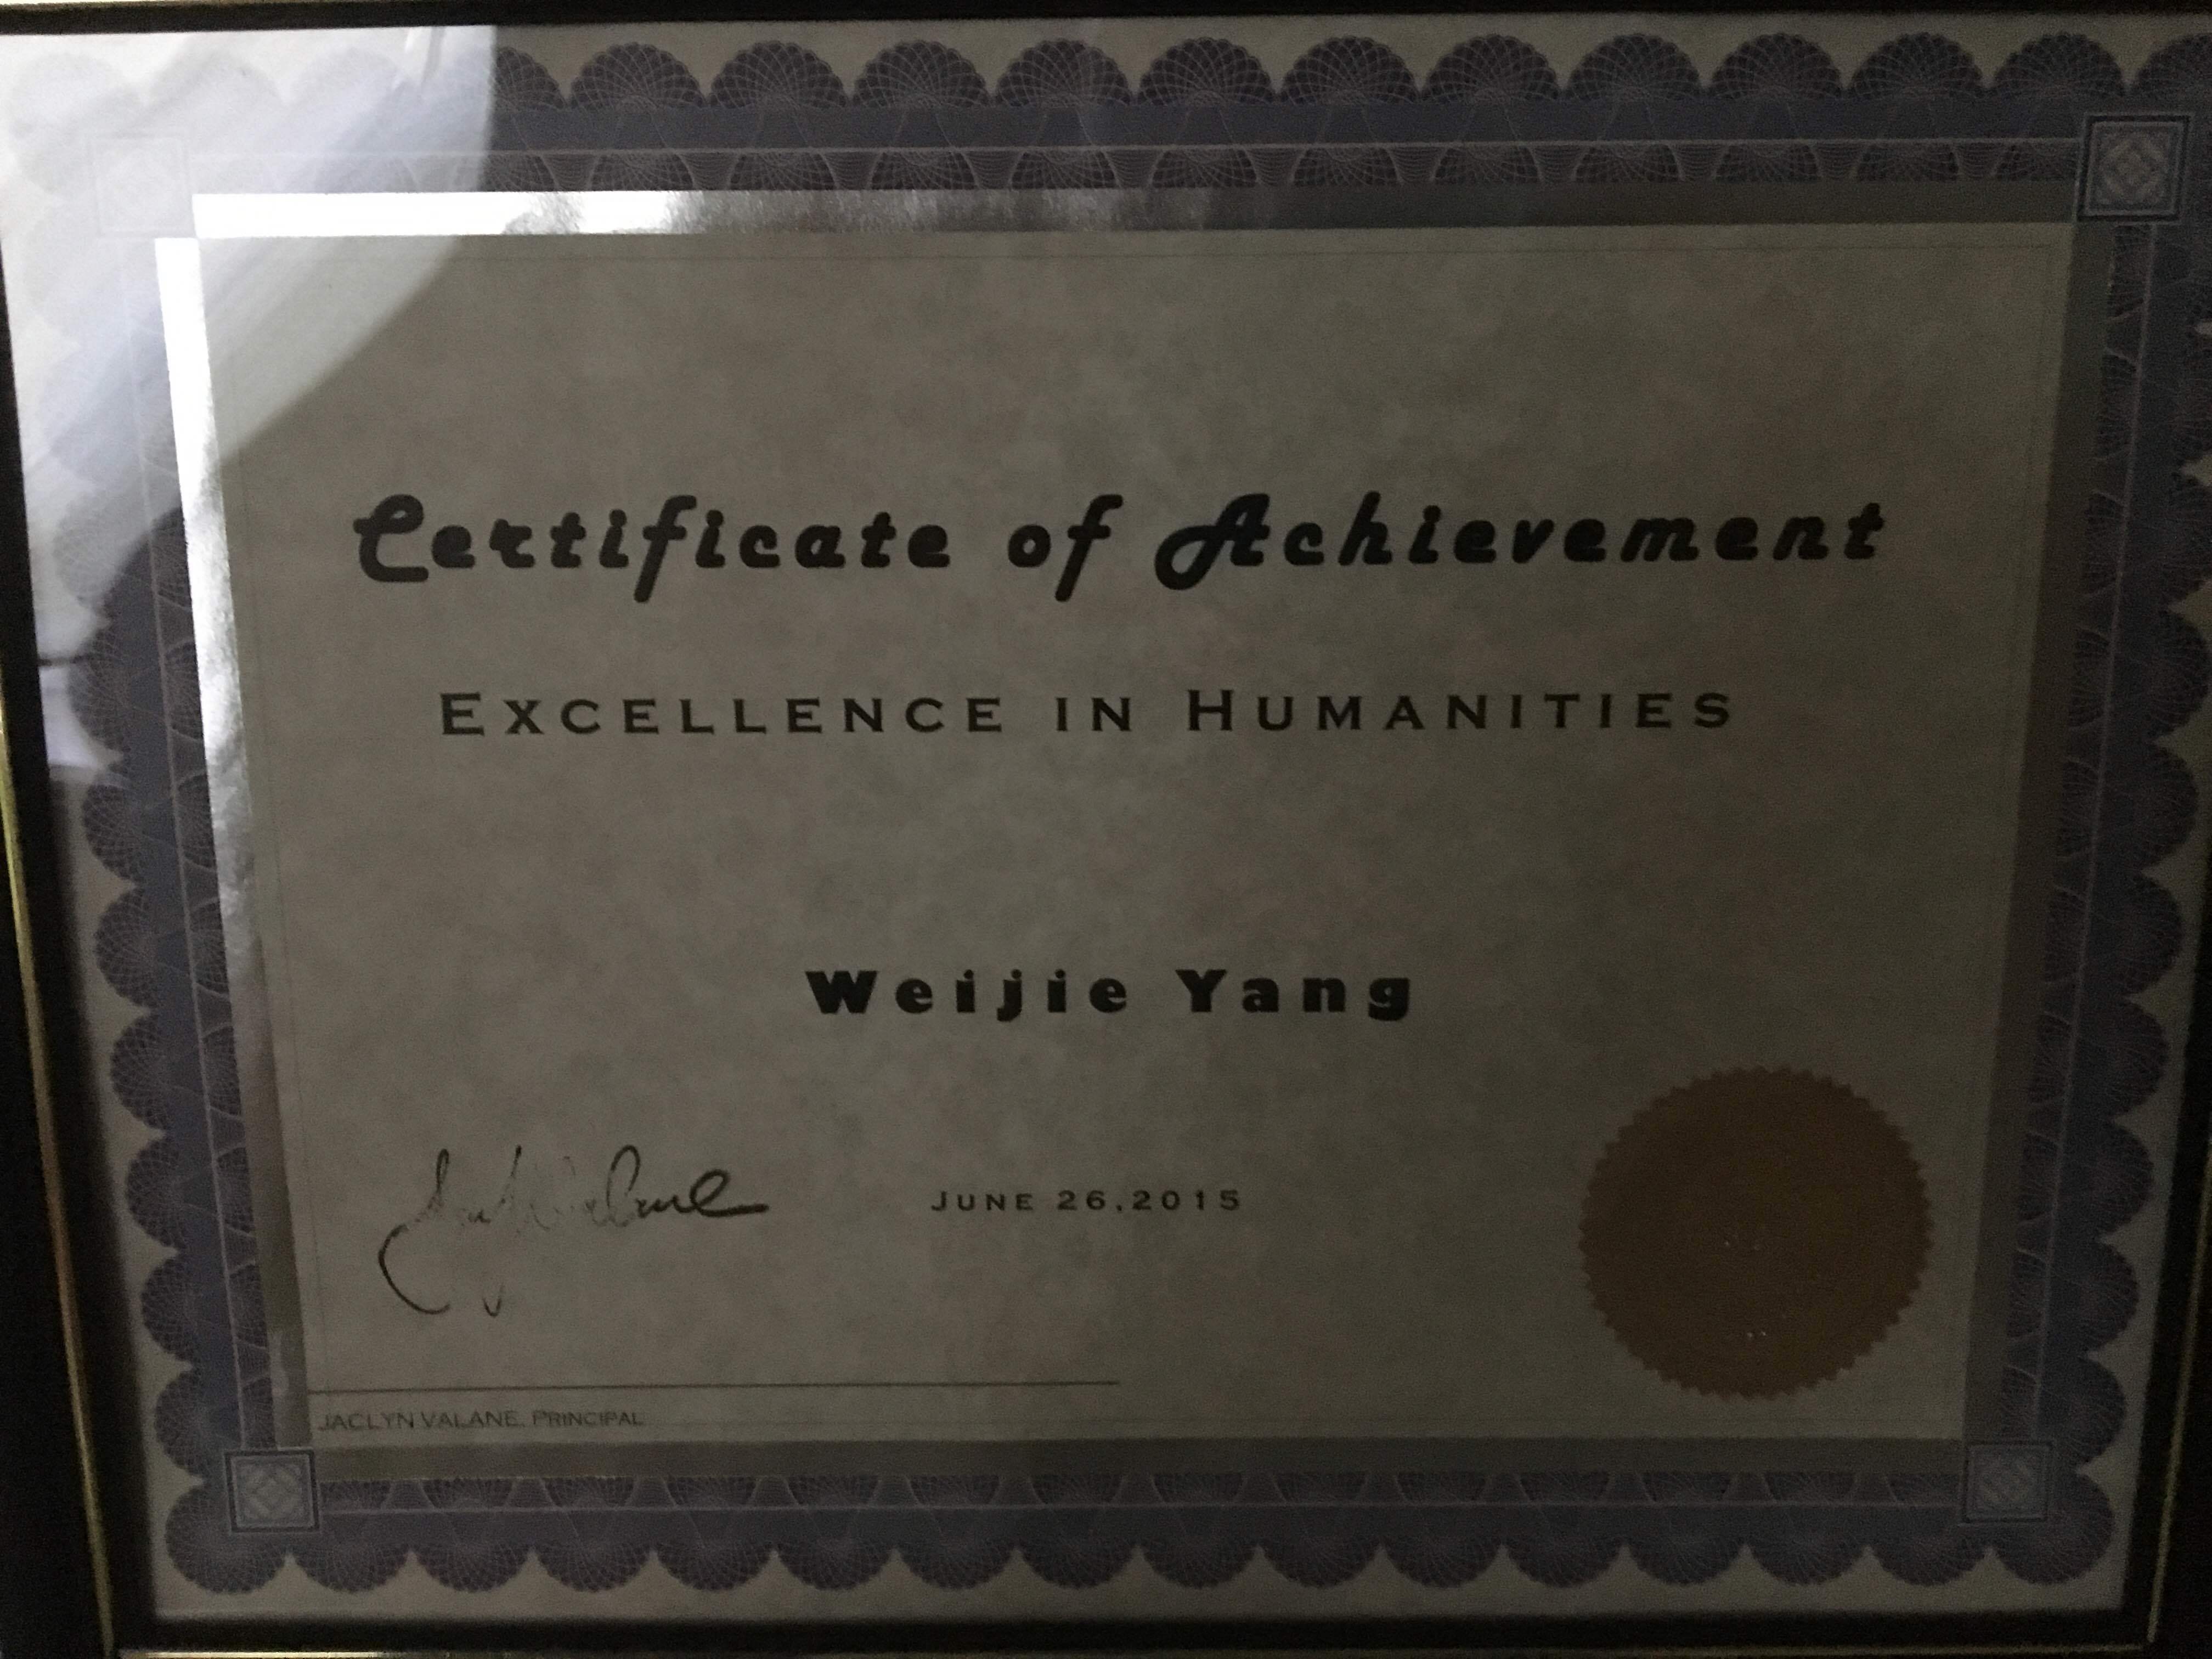 Certificate of Achievement
EXCELLENCE IN HUMANITIES
Weijie Yang
JUNE 26,2015
JACLYN VALANE, PRINCIPAL